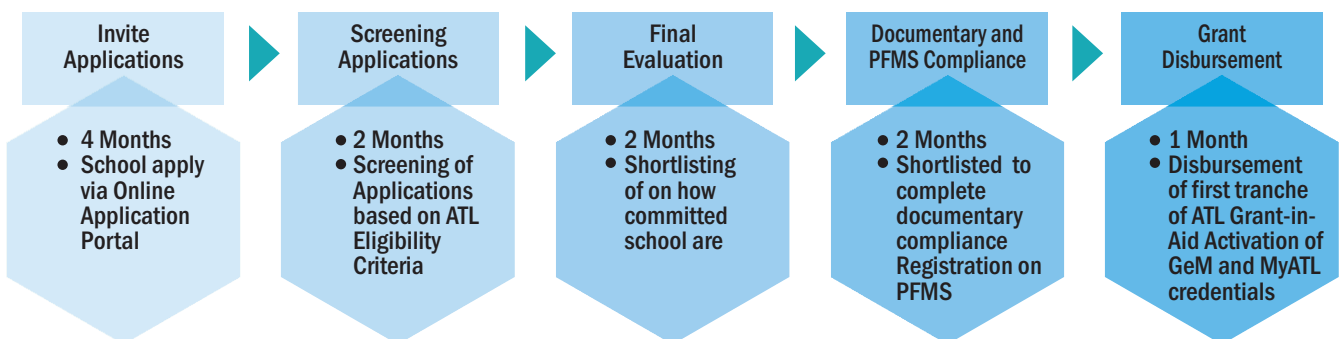 Invite
Applications
Screening
Applications
Final
Evaluation
Documentary and
PFMS Compliance
Grant
Disbursement
• 4 Months
• School apply
via Online
Application
Portal
• 2 Months
• Screening of
Applications
based on ATL
Eligibility
Criteria
• 2 Months
• Shortlisting
of on how
committed
school are
• 2 Months
• Shortlisted to
complete
documentary
compliance
Registration on
PFMS
• 1 Month
• Disbursement
of first tranche
of ATL Grant-in-
Aid Activation of
GeM and MyATL
credentials